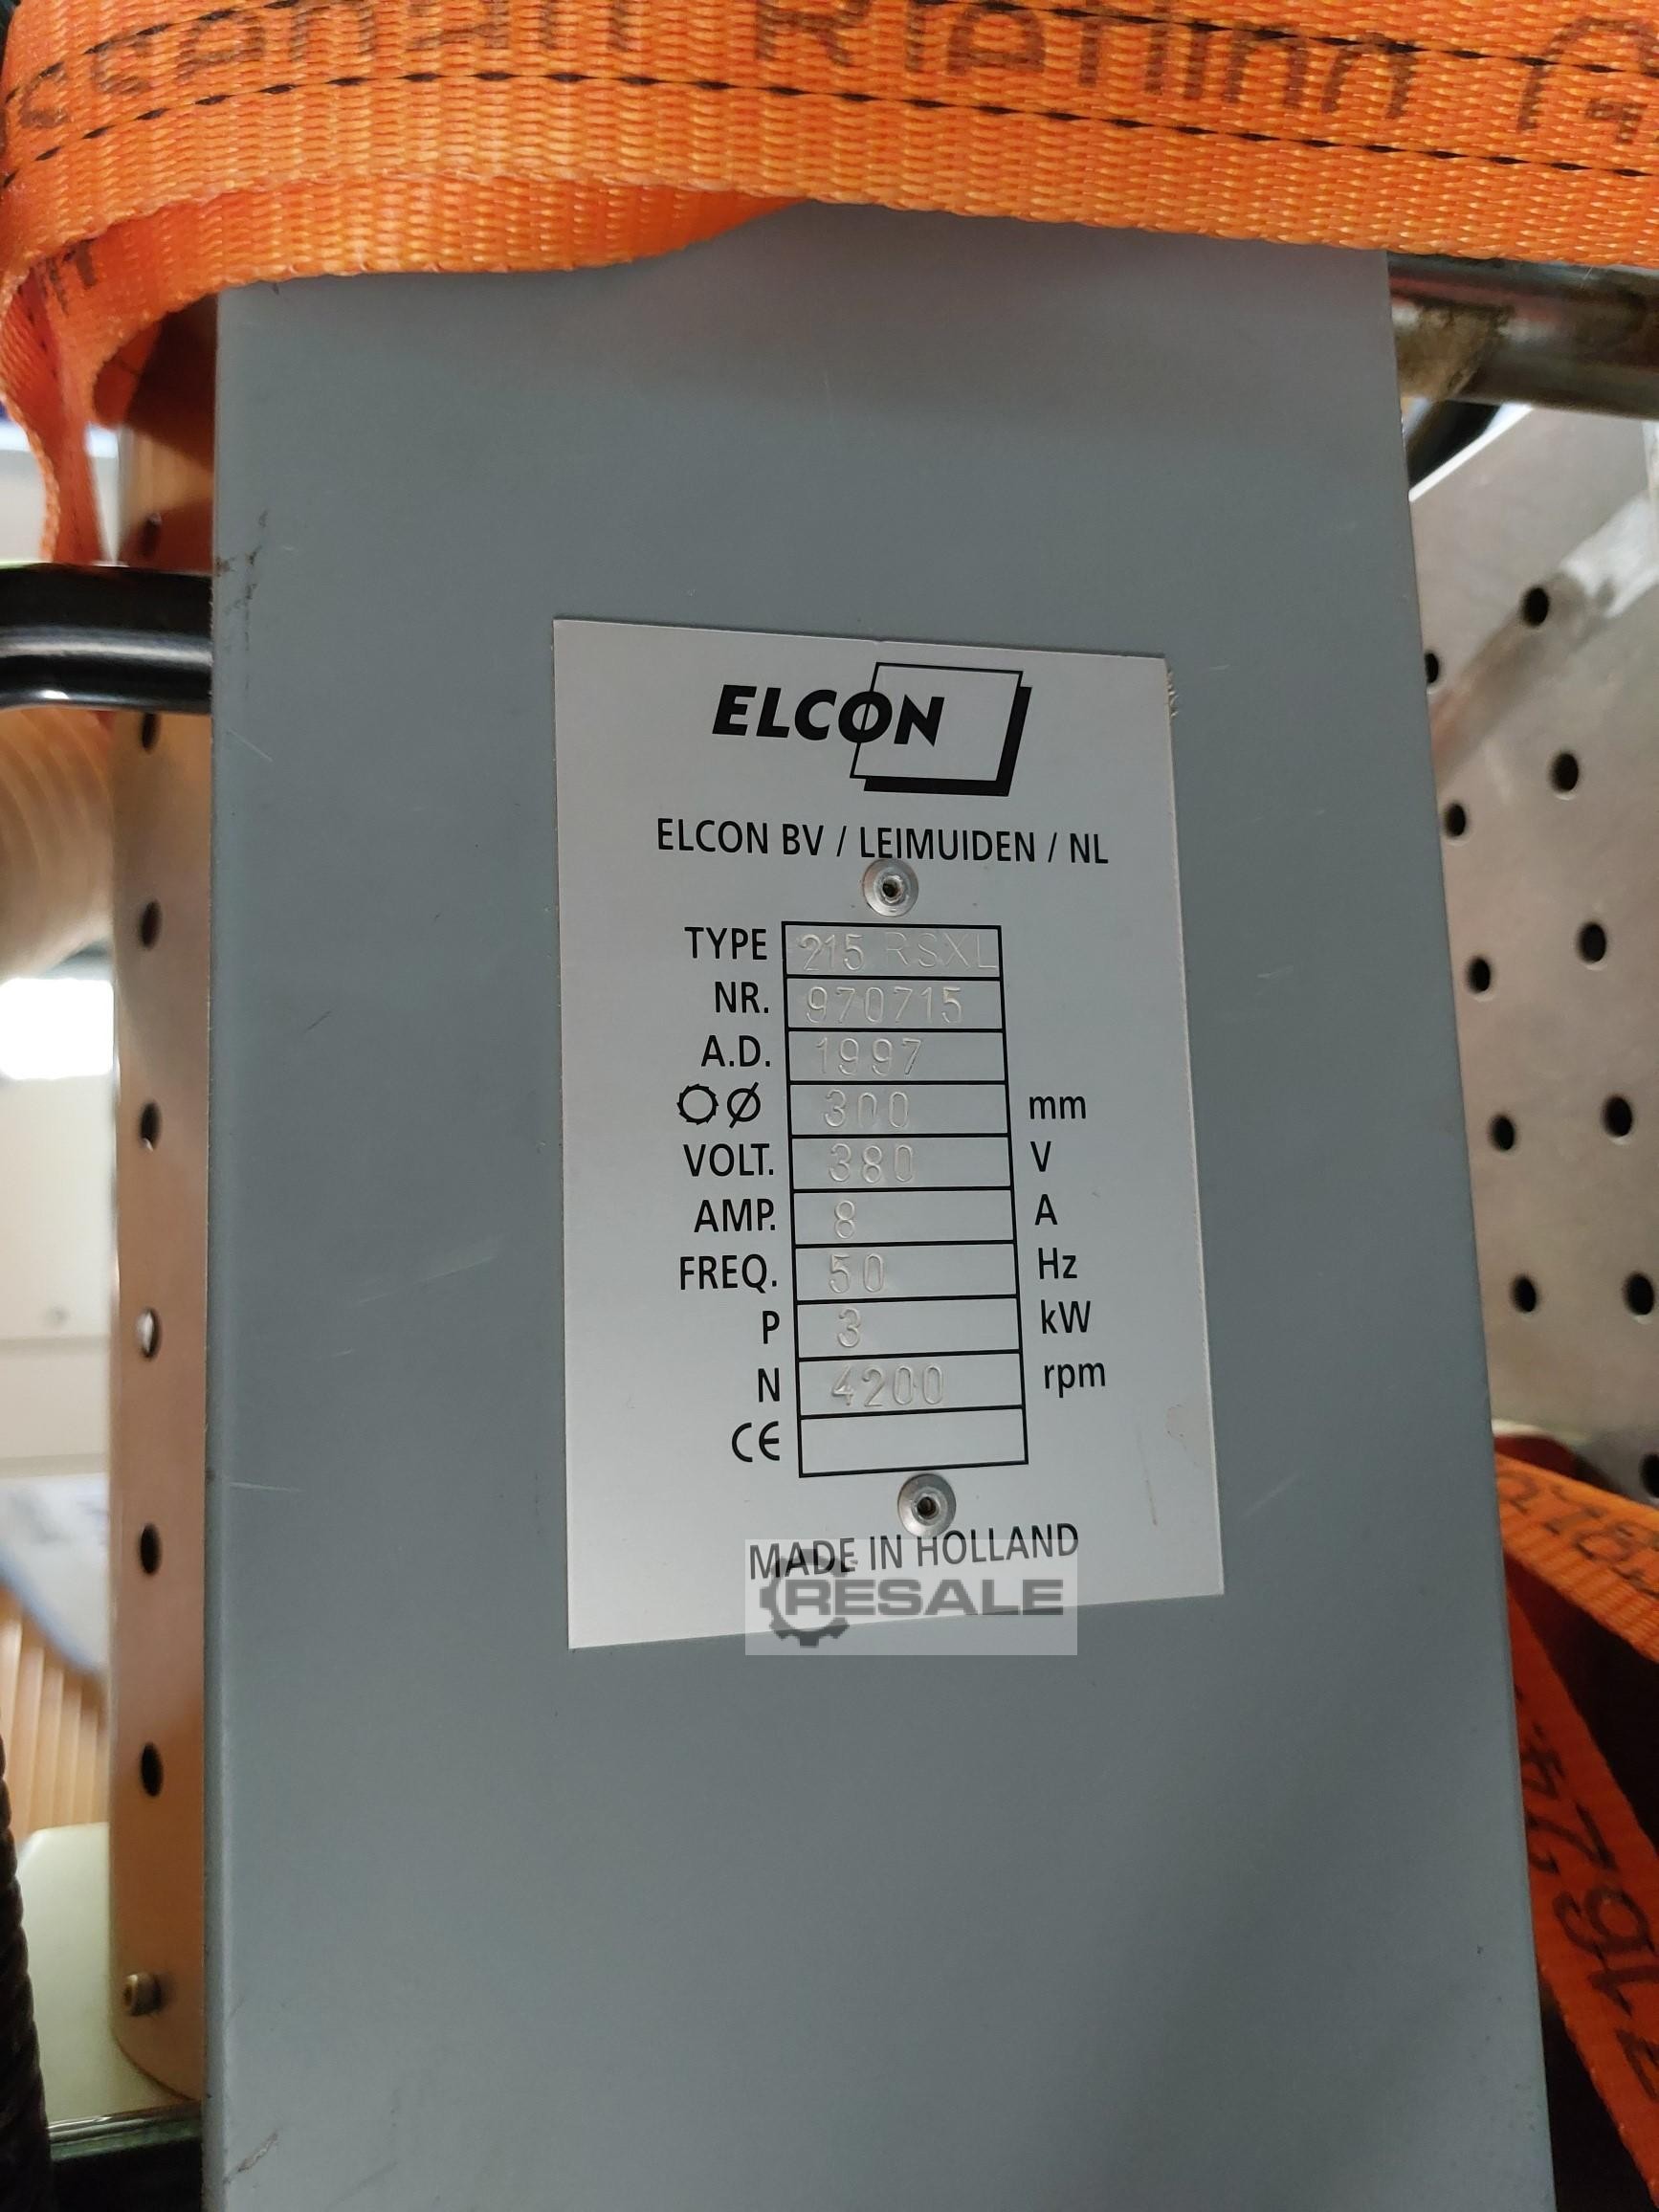 Rietino
ELCON
ELCON BV / LEIMUIDEN / NL
TYPE 215 RSXL
NR. 970715
A.D. 1997
Ø 300 mm
VOLT. 380 V
AMP. 8 A
FREQ. 50 Hz
P 3 kW
N 4200 rpm
CE
MADE IN HOLLAND
RESALE